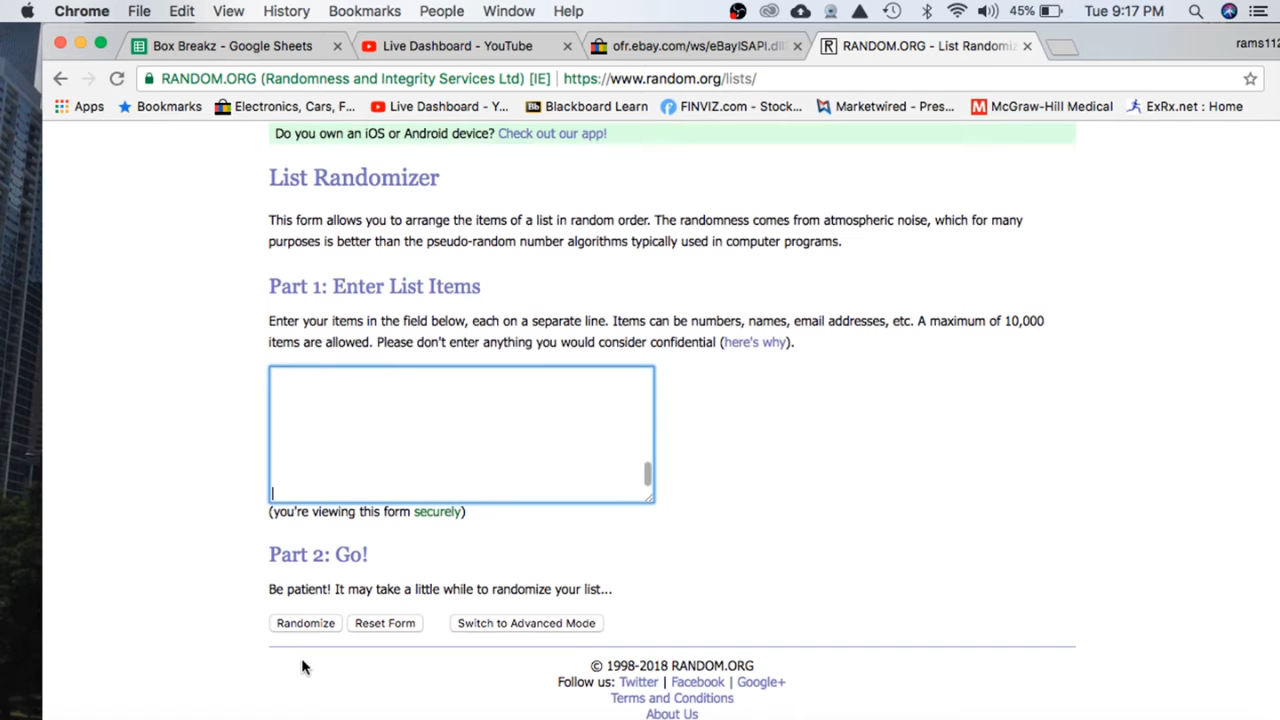 Chrome File Edit View History Bookmarks People Window Help 45% Tue 9:17 PM
Box Breakz - Google Sheets Live Dashboard - YouTube ofr.ebay.com/ws/eBayISAPI.dll RANDOM.ORG - List Randomiz rams112
RANDOM.ORG (Randomness and Integrity Services Ltd) [IE] https://www.random.org/lists/
Apps Bookmarks Electronics, Cars, F... Live Dashboard - Y... Bb Blackboard Learn FINVIZ.com - Stock... Marketwired - Pres... M McGraw-Hill Medical ExRx.net : Home
Do you own an iOS or Android device? Check out our app!
List Randomizer
This form allows you to arrange the items of a list in random order. The randomness comes from atmospheric noise, which for many
purposes is better than the pseudo-random number algorithms typically used in computer programs.
Part 1: Enter List Items
Enter your items in the field below, each on a separate line. Items can be numbers, names, email addresses, etc. A maximum of 10,000
items are allowed. Please don't enter anything you would consider confidential (here's why).
(you're viewing this form securely)
Part 2: Go!
Be patient! It may take a little while to randomize your list...
Randomize Reset Form Switch to Advanced Mode
© 1998-2018 RANDOM.ORG
Follow us: Twitter | Facebook | Google+
Terms and Conditions
About Us